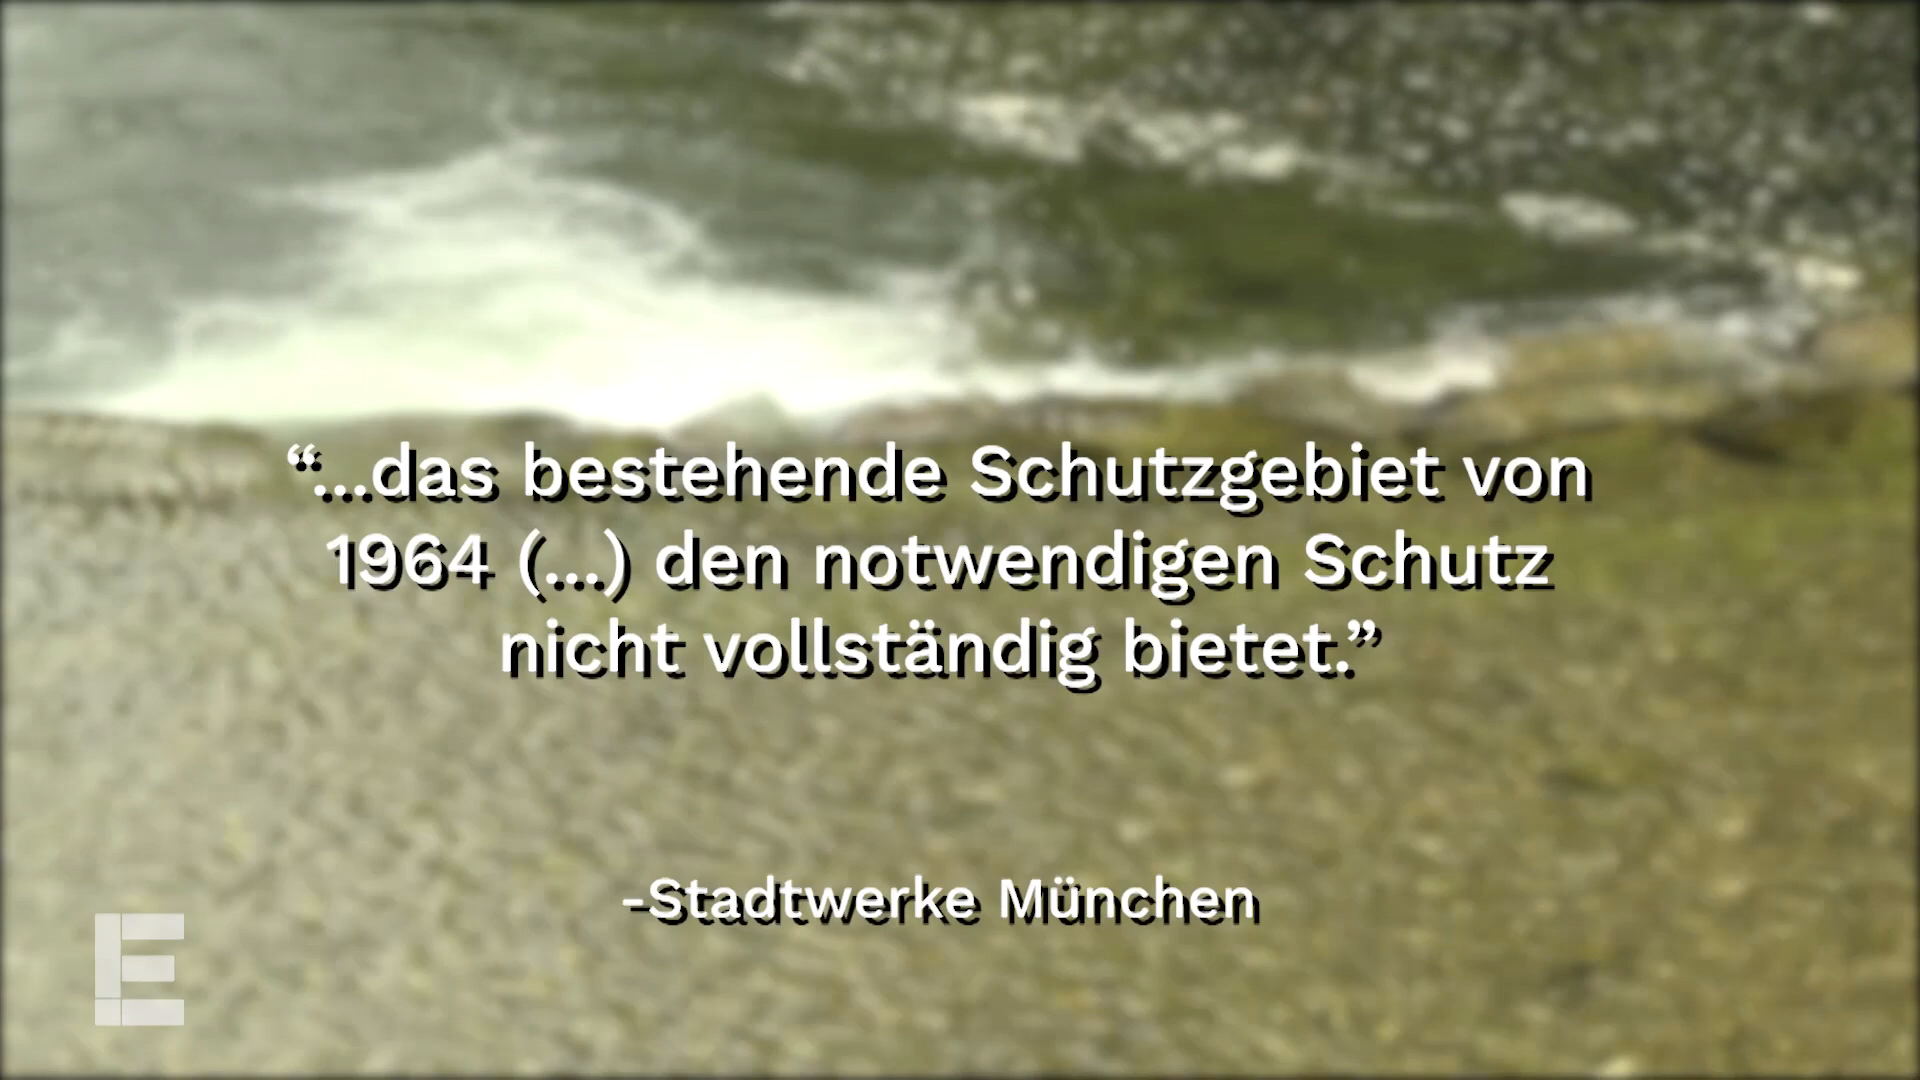 “...das bestehende Schutzgebiet von
1964 (...) den notwendigen Schutz
nicht vollständig bietet.”
-Stadtwerke München
E